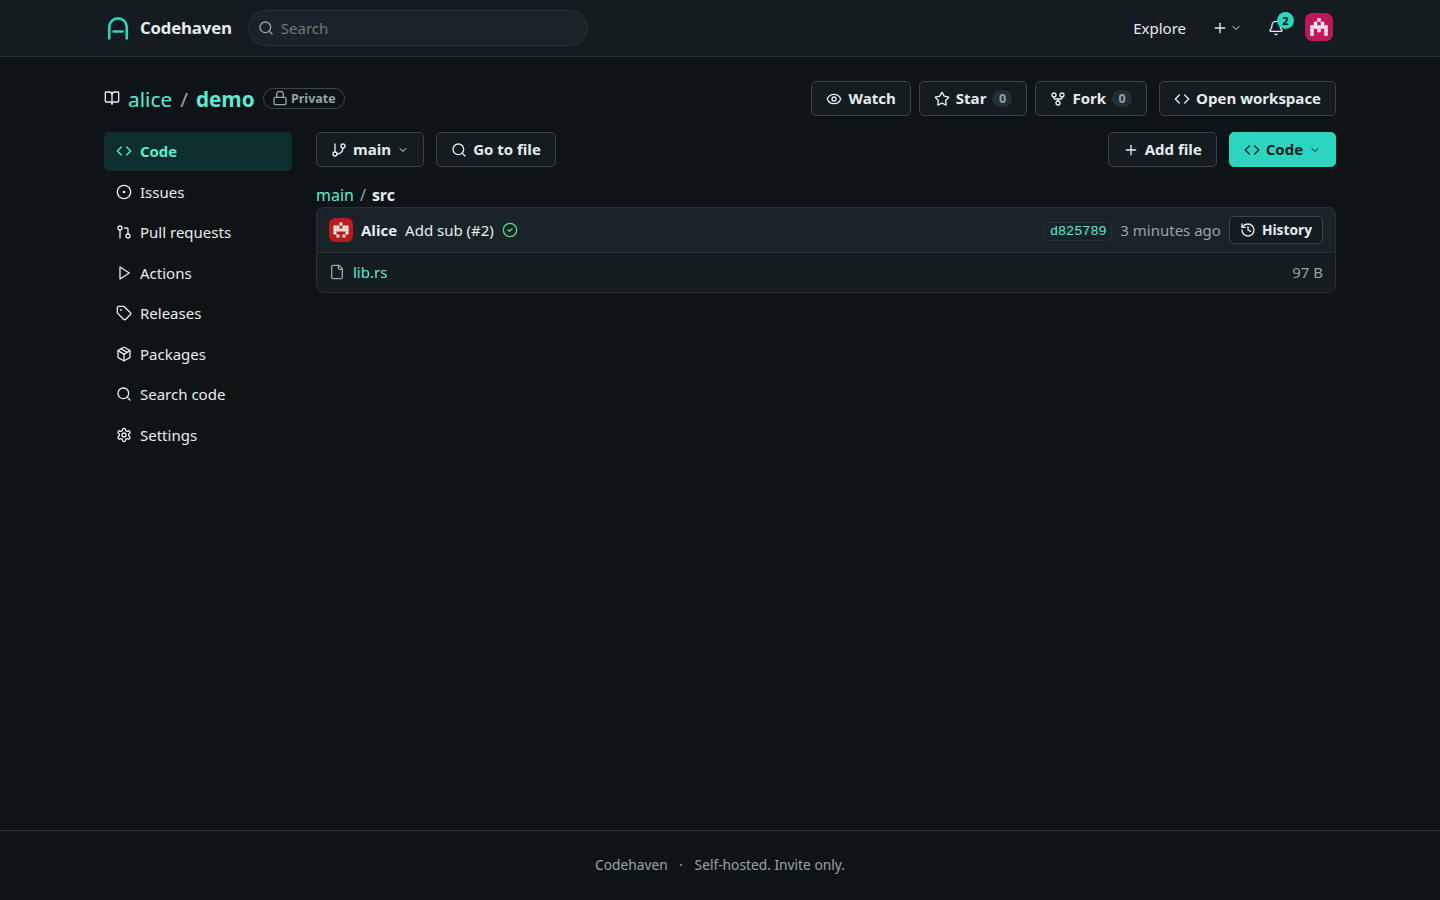 Codehaven
Search
Explore
2
alice / demo Private
Watch
Star 0
Fork 0
Open workspace
Code
Issues
Pull requests
Actions
Releases
Packages
Search code
Settings
main
Go to file
Add file
Code
main / src
Alice Add sub (#2) d825789 3 minutes ago History
lib.rs 97 B
Codehaven · Self-hosted. Invite only.